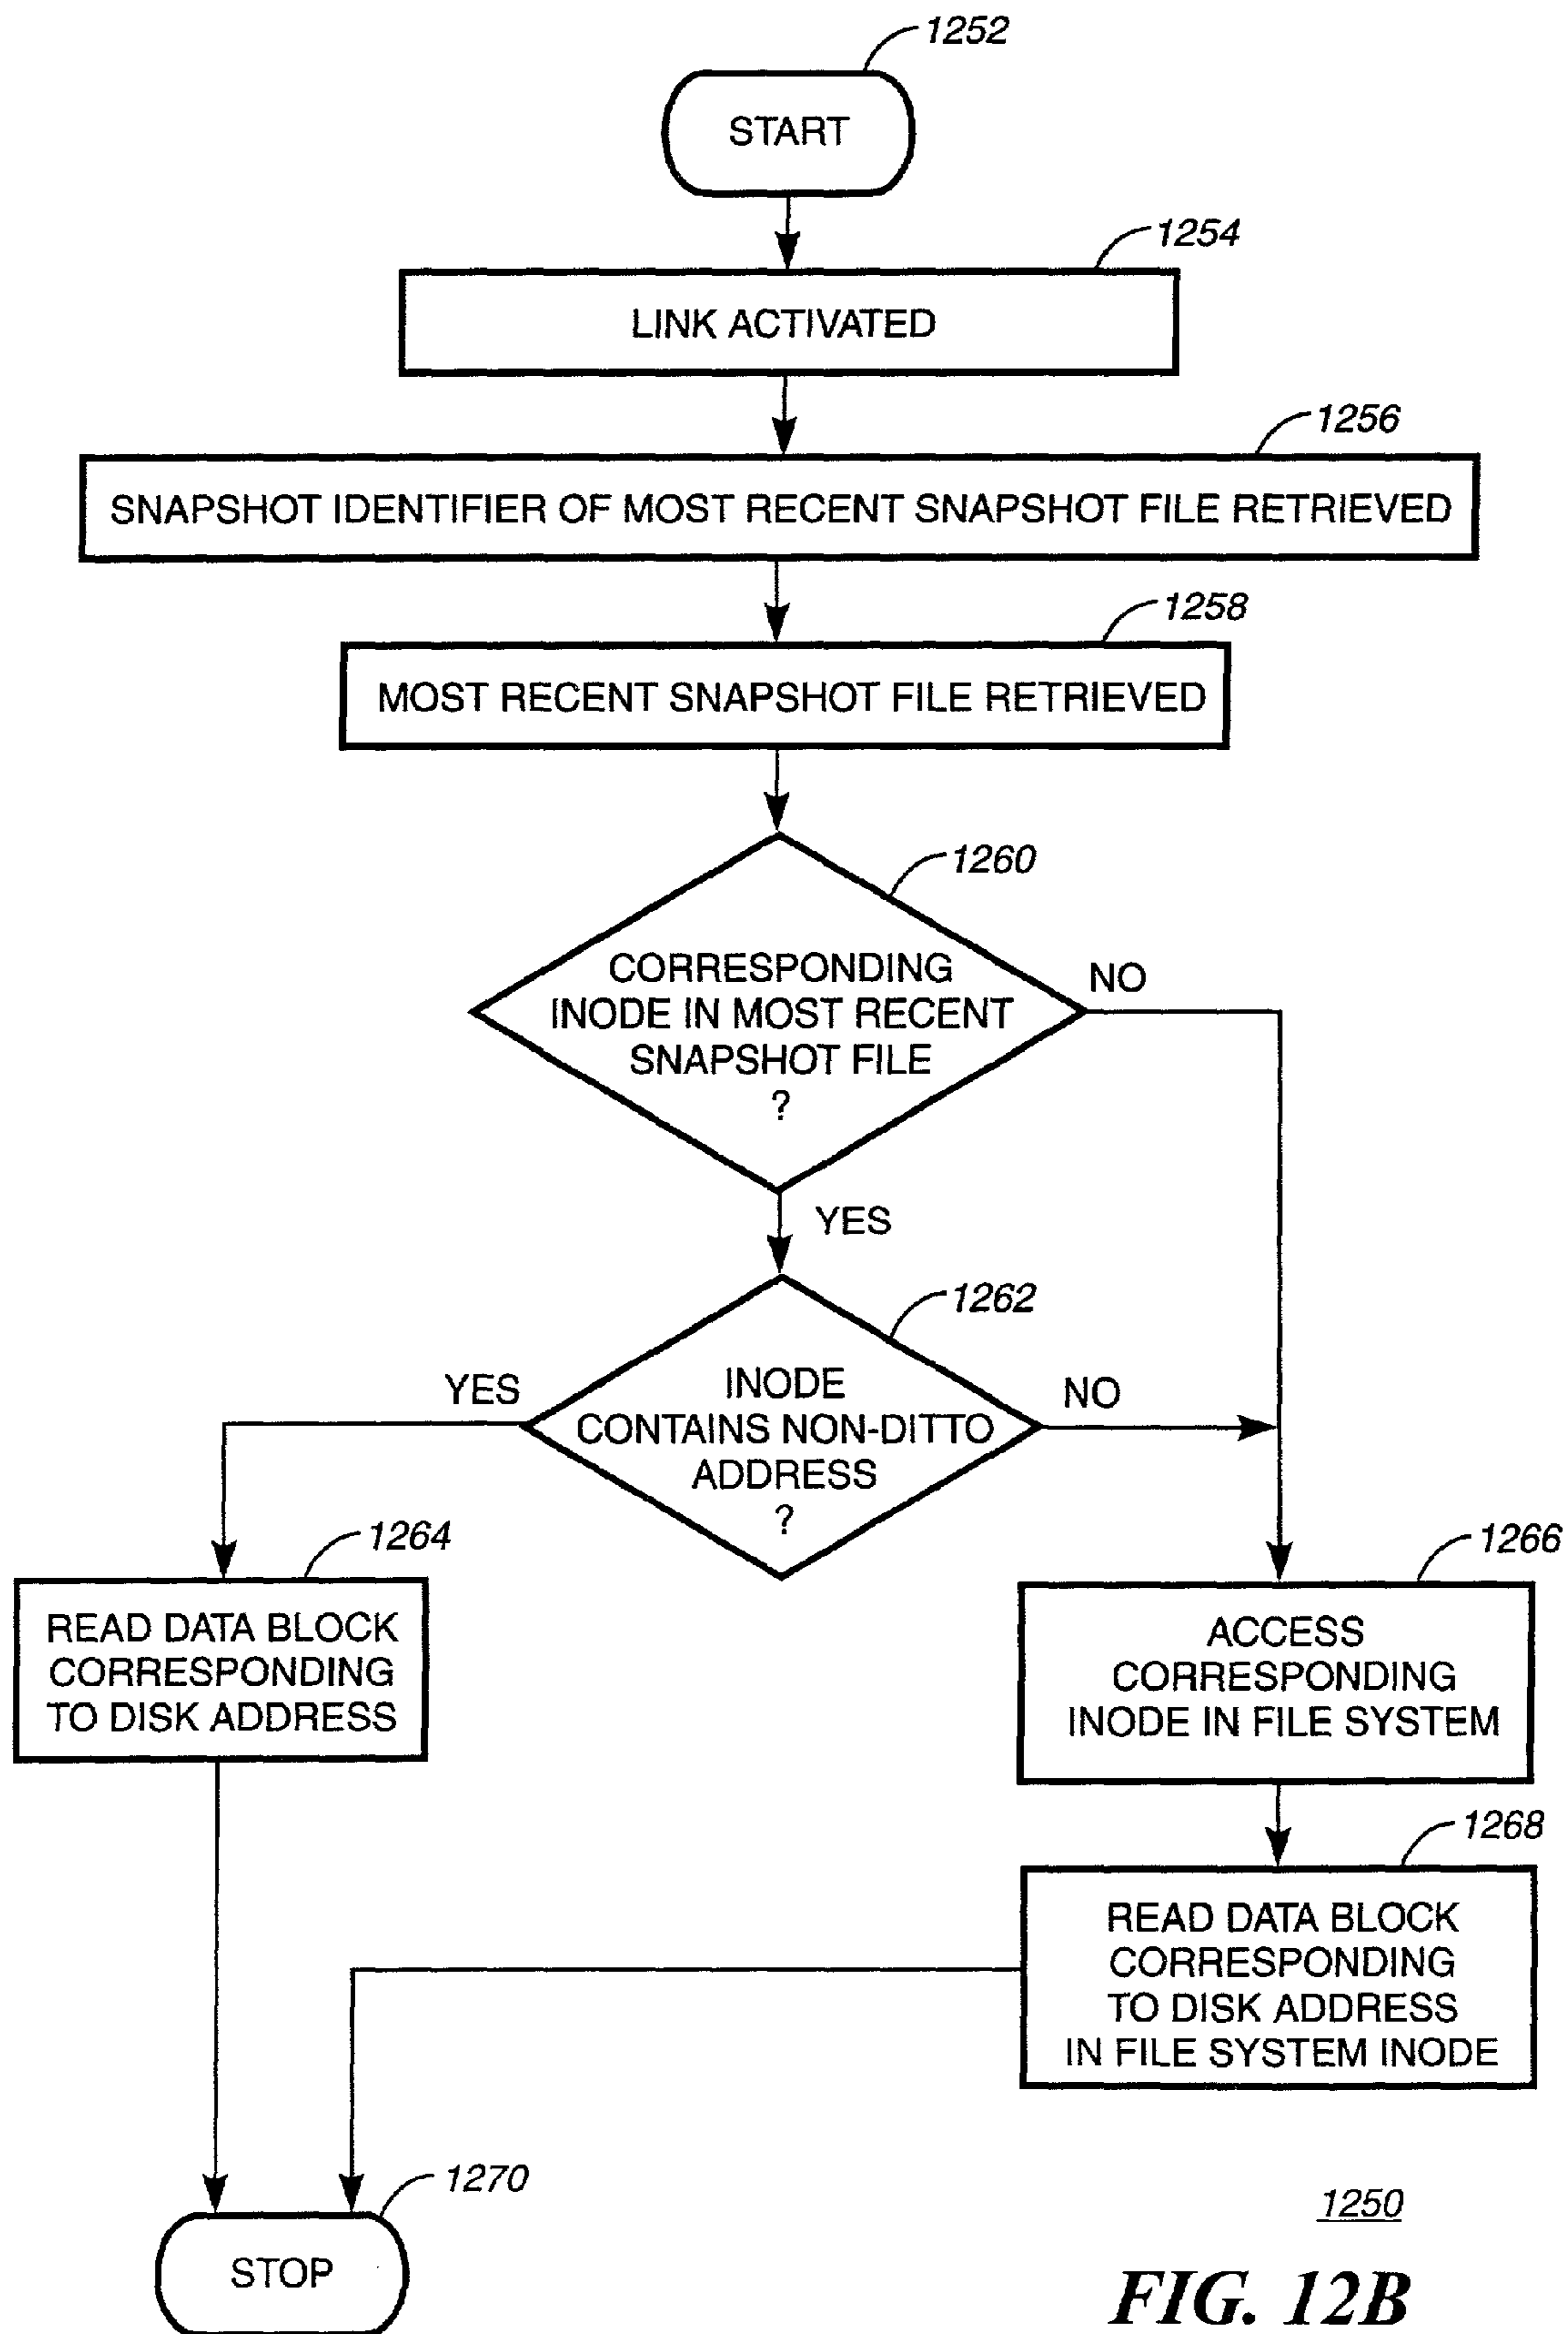 1252
START
1254
LINK ACTIVATED
1256
SNAPSHOT IDENTIFIER OF MOST RECENT SNAPSHOT FILE RETRIEVED
1258
MOST RECENT SNAPSHOT FILE RETRIEVED
1260
CORRESPONDING
INODE IN MOST RECENT
SNAPSHOT FILE
?
NO
YES
1262
INODE
CONTAINS NON-DITTO
ADDRESS
?
YES
NO
1264
READ DATA BLOCK
CORRESPONDING
TO DISK ADDRESS
1266
ACCESS
CORRESPONDING
INODE IN FILE SYSTEM
1268
READ DATA BLOCK
CORRESPONDING
TO DISK ADDRESS
IN FILE SYSTEM INODE
1270
STOP
1250
FIG. 12B